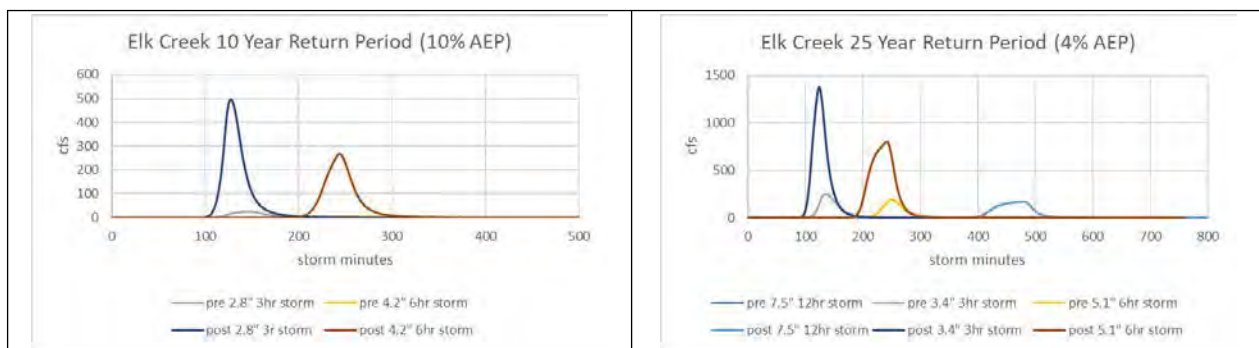 Elk Creek 10 Year Return Period (10% AEP)
600
500
400
300
200
100
0
cfs
0 100 200 300 400 500
storm minutes
pre 2.8" 3hr storm pre 4.2" 6hr storm
post 2.8" 3r storm post 4.2" 6hr storm
Elk Creek 25 Year Return Period (4% AEP)
1500
1000
500
0
cfs
0 100 200 300 400 500 600 700 800
storm minutes
pre 7.5" 12hr storm pre 3.4" 3hr storm pre 5.1" 6hr storm
post 7.5" 12hr storm post 3.4" 3hr storm post 5.1" 6hr storm